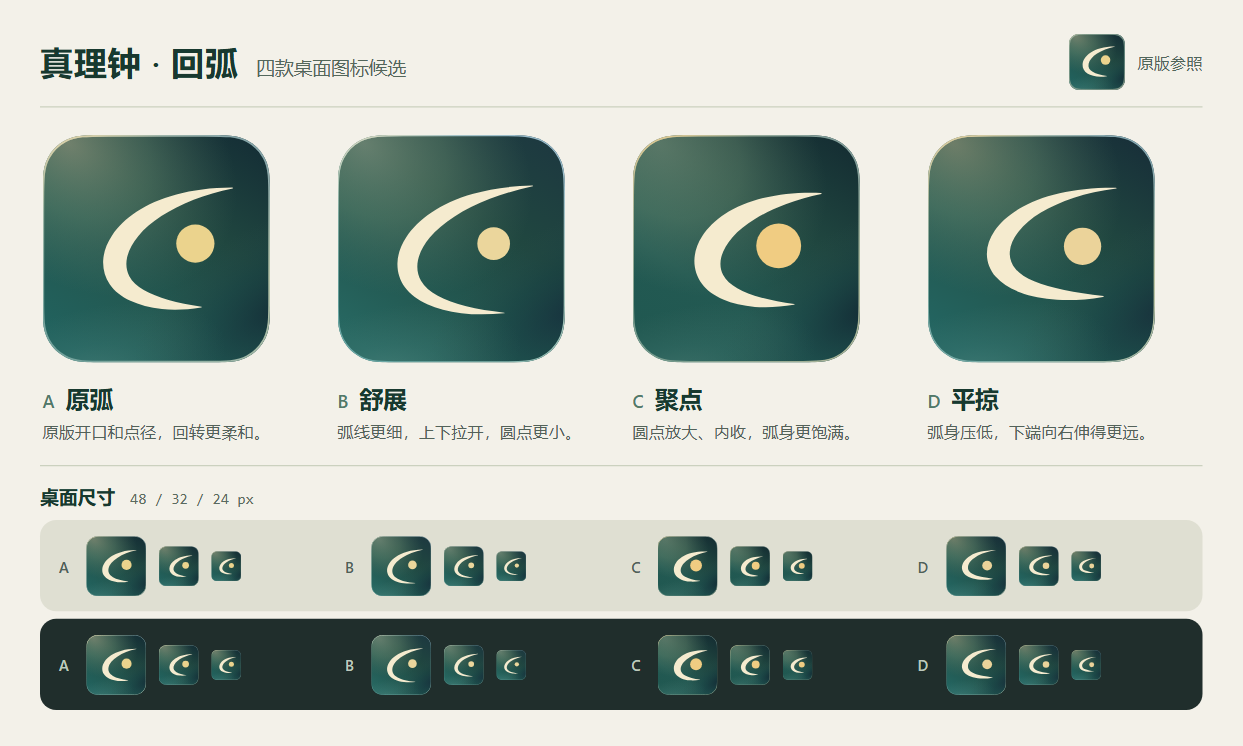 真理钟 · 回弧 四款桌面图标候选
原版参照
A 原弧
原版开口和点径，回转更柔和。
B 舒展
弧线更细，上下拉开，圆点更小。
C 聚点
圆点放大、内收，弧身更饱满。
D 平掠
弧身压低，下端向右伸得更远。
桌面尺寸 48 / 32 / 24 px
A B C D
A B C D